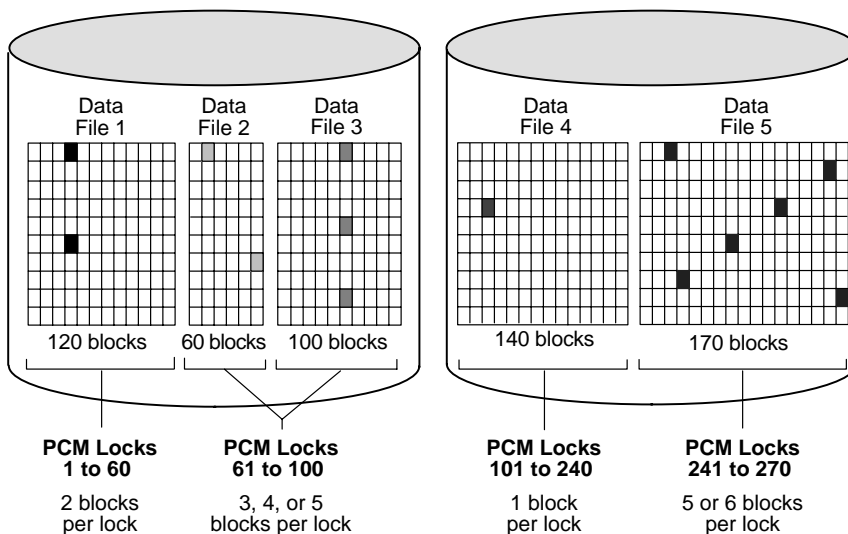 Data
File 1
Data
File 2
Data
File 3
Data
File 4
Data
File 5
120 blocks
60 blocks
100 blocks
140 blocks
170 blocks
PCM Locks
1 to 60
2 blocks
per lock
PCM Locks
61 to 100
3, 4, or 5
blocks per lock
PCM Locks
101 to 240
1 block
per lock
PCM Locks
241 to 270
5 or 6 blocks
per lock